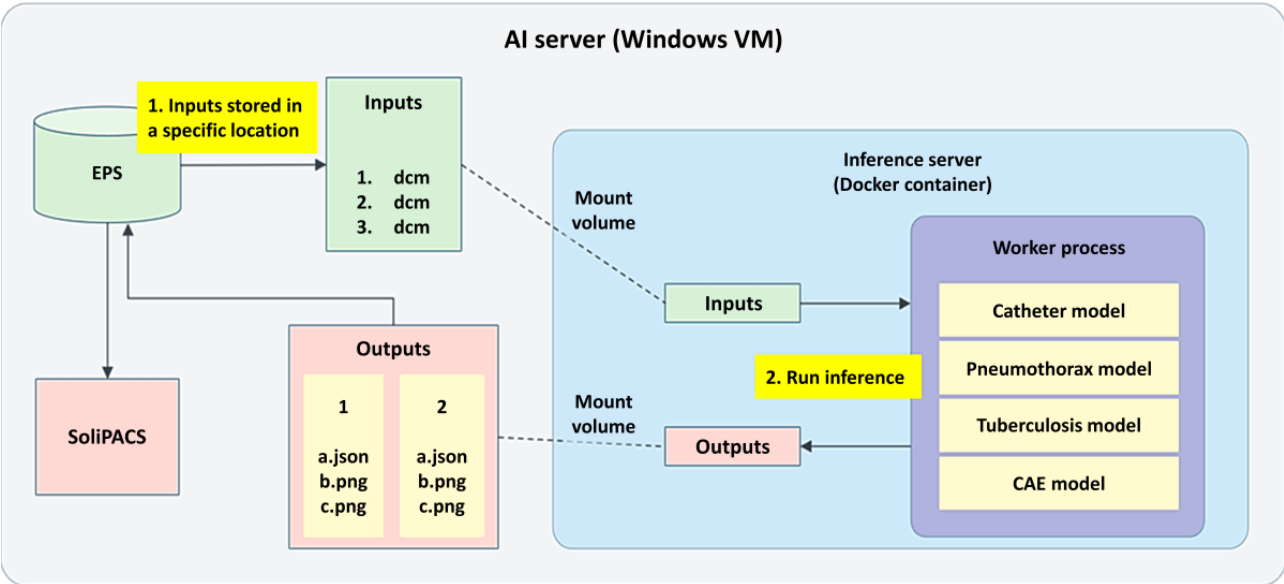 AI server (Windows VM)
1. Inputs stored in
a specific location
EPS
Inputs
1. dcm
2. dcm
3. dcm
Mount
volume
Inference server
(Docker container)
Worker process
Inputs
Catheter model
Pneumothorax model
Tuberculosis model
CAE model
2. Run inference
Outputs
Mount
volume
Outputs
1
a.json
b.png
c.png
2
a.json
b.png
c.png
SoliPACS